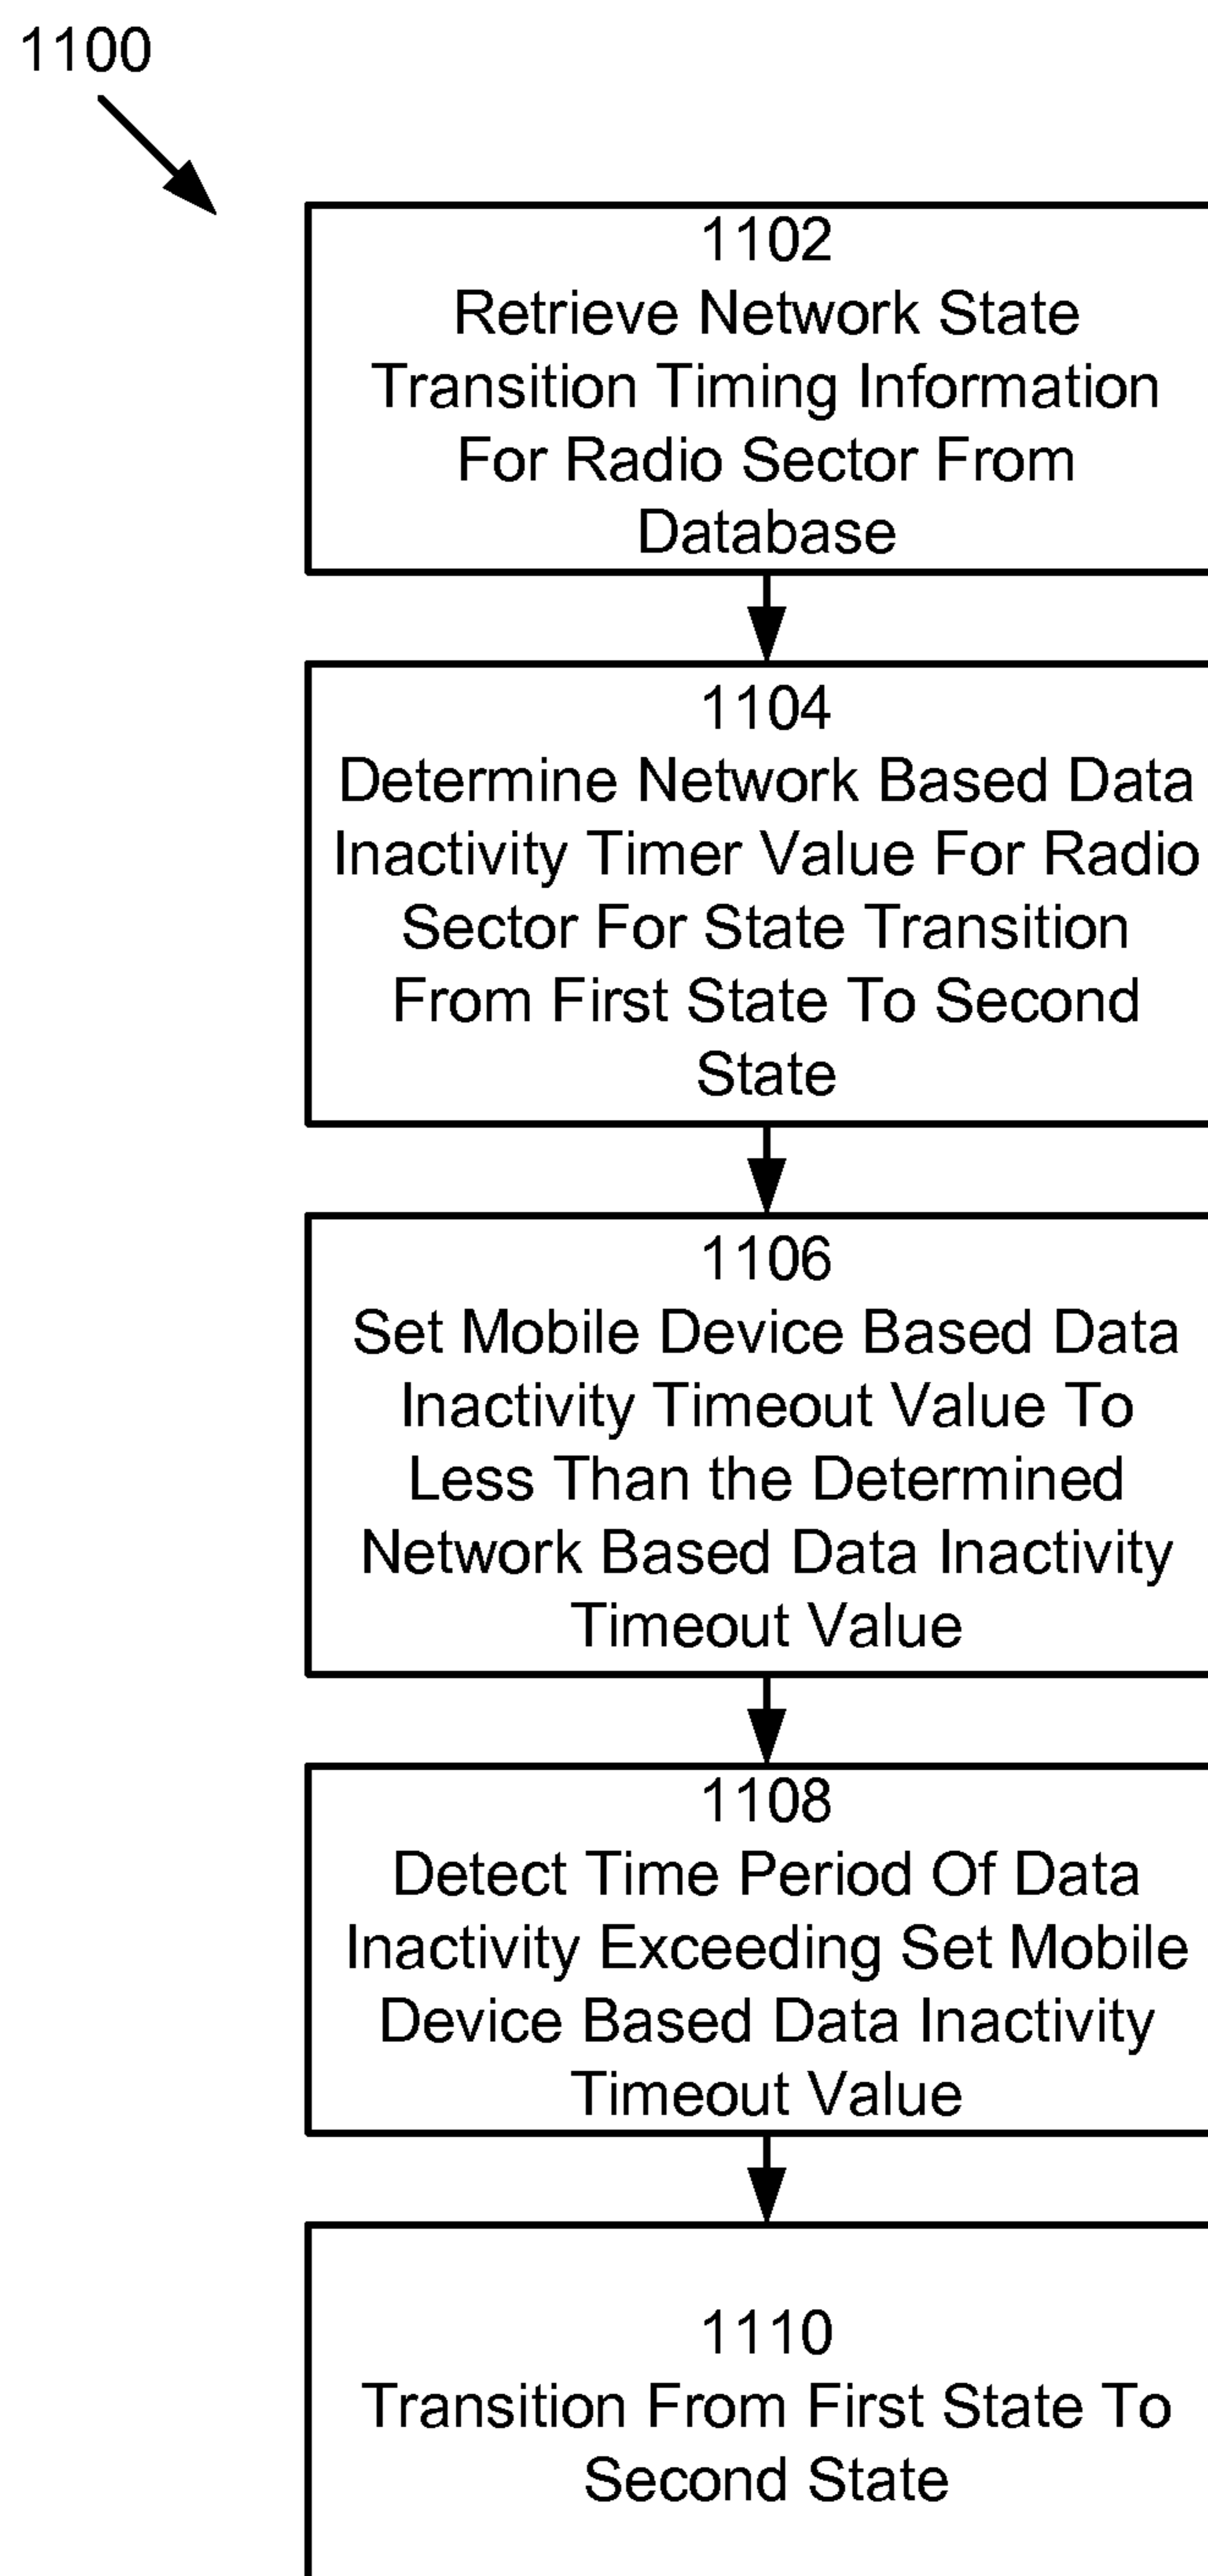 1100
1102
Retrieve Network State
Transition Timing Information
For Radio Sector From
Database
1104
Determine Network Based Data
Inactivity Timer Value For Radio
Sector For State Transition
From First State To Second
State
1106
Set Mobile Device Based Data
Inactivity Timeout Value To
Less Than the Determined
Network Based Data Inactivity
Timeout Value
1108
Detect Time Period Of Data
Inactivity Exceeding Set Mobile
Device Based Data Inactivity
Timeout Value
1110
Transition From First State To
Second State